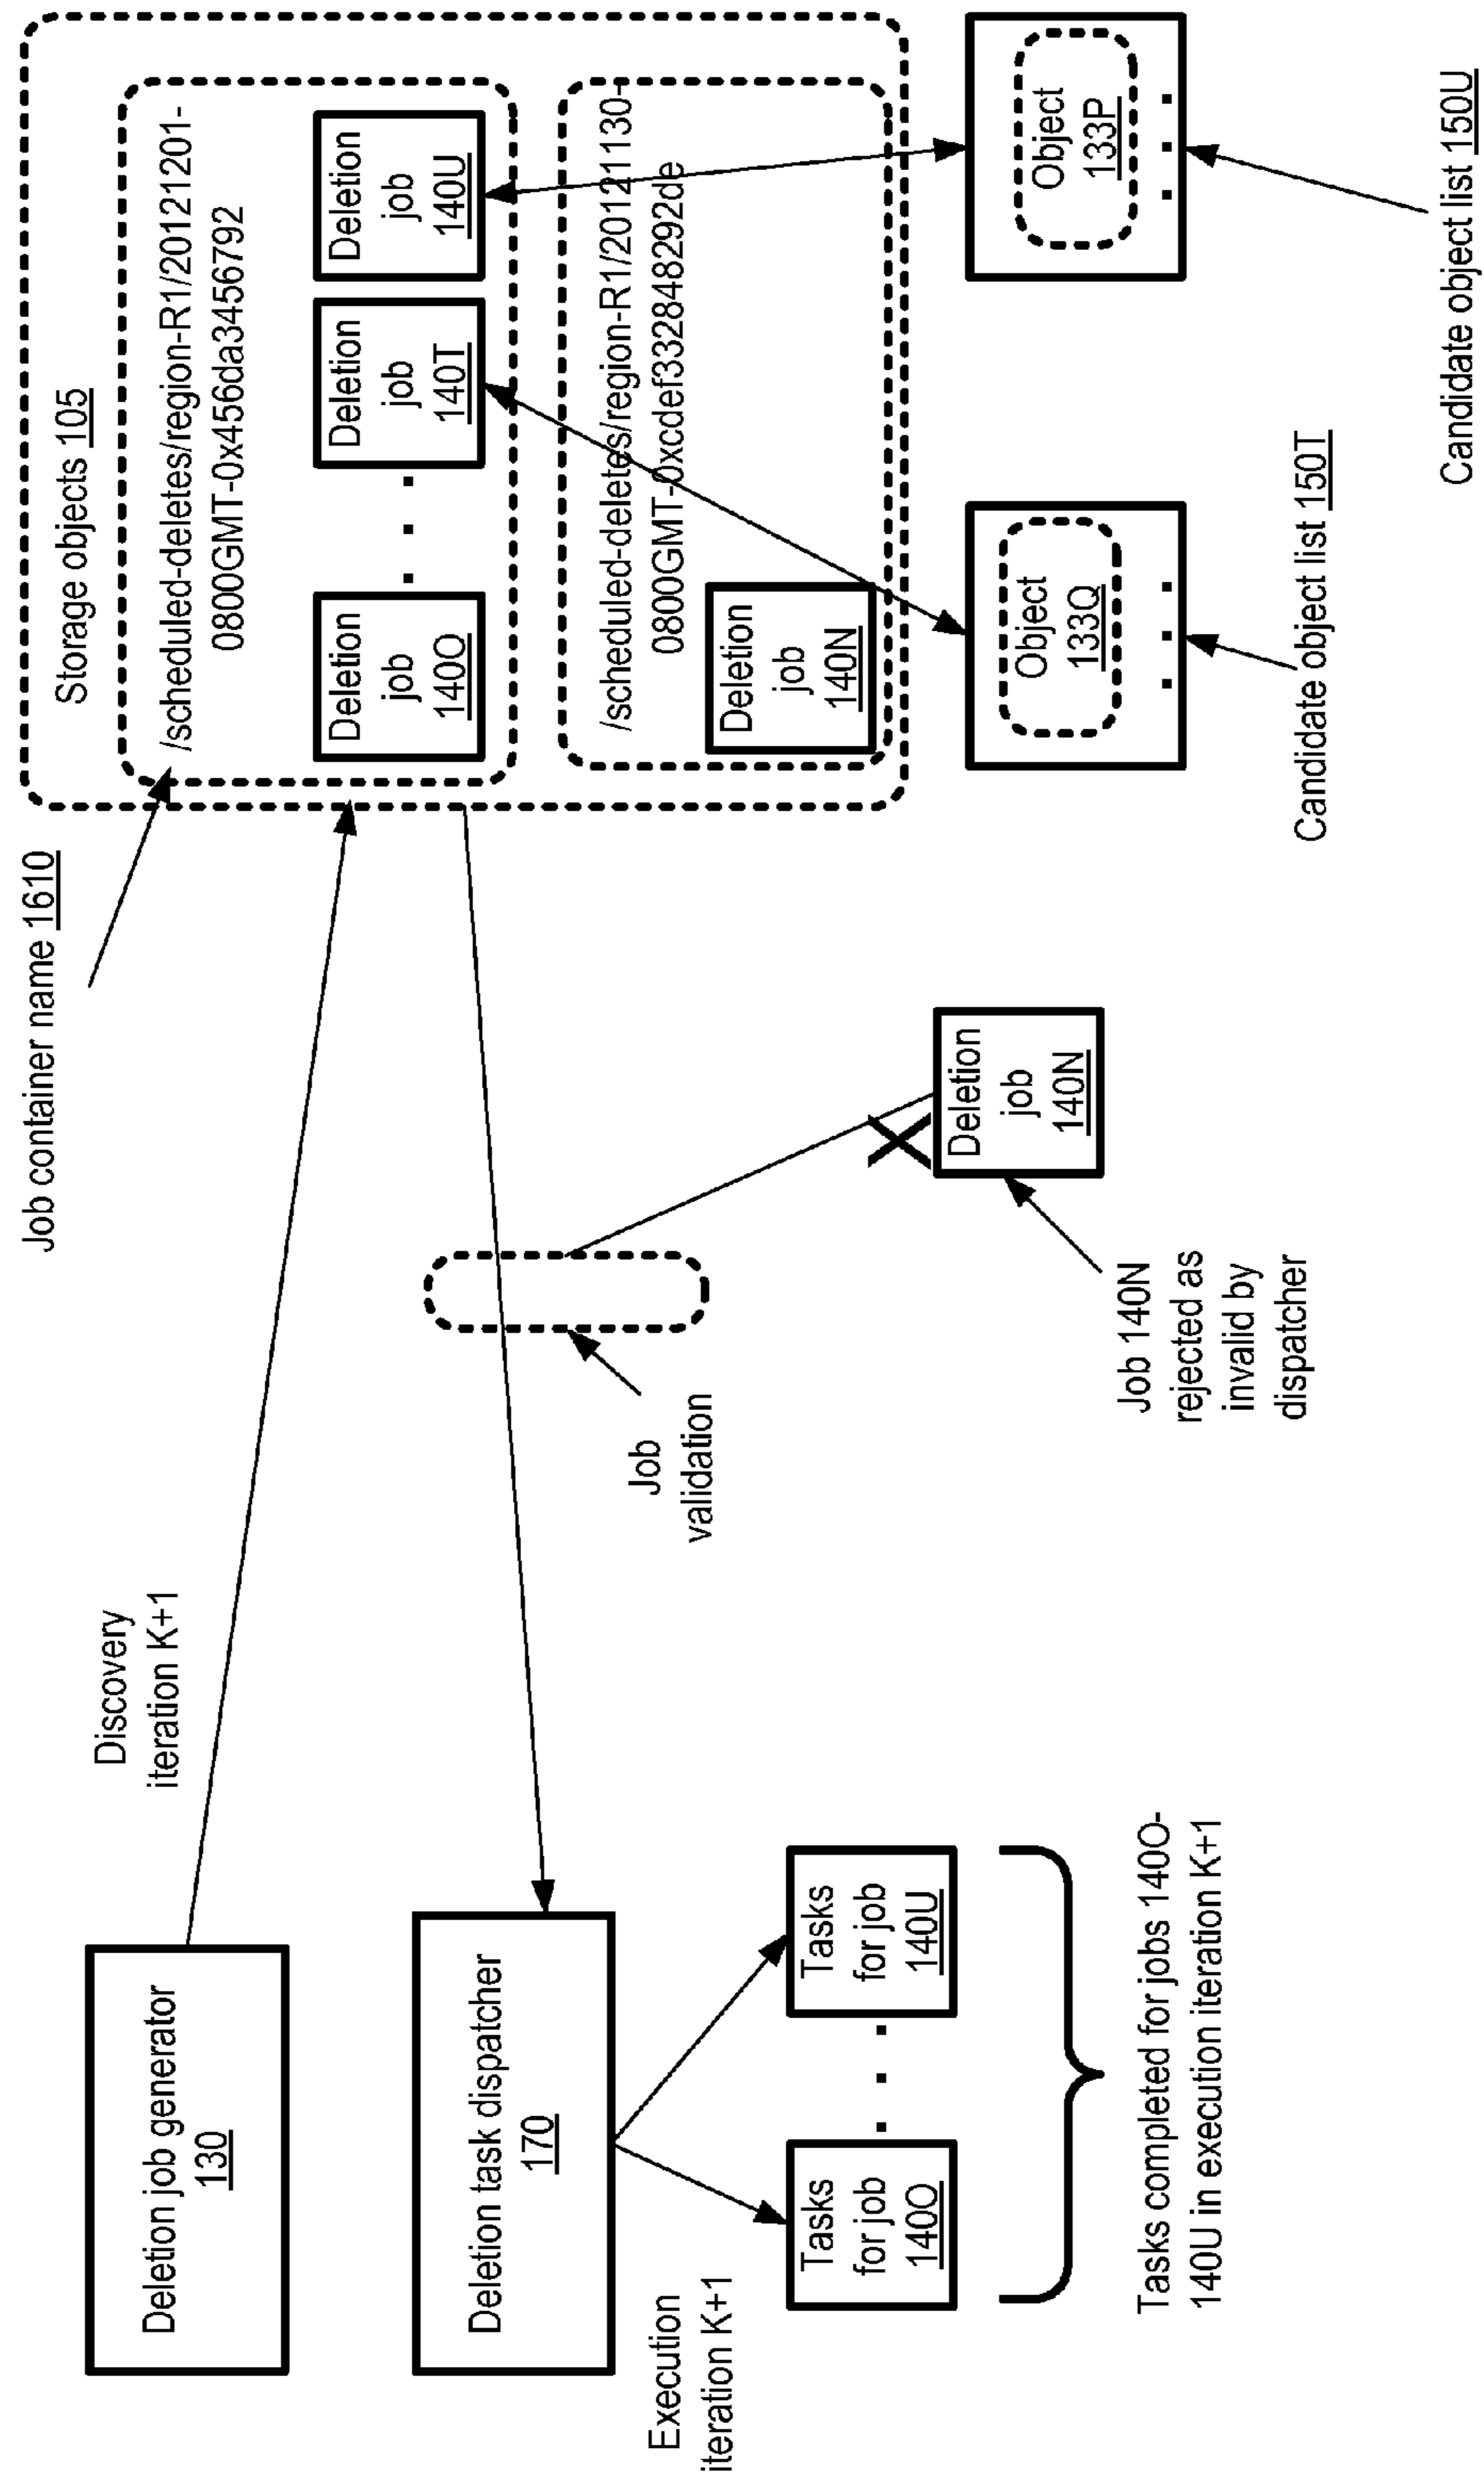 Deletion job generator
130
Discovery
iteration K+1
Job container name 1610
Storage objects 105
/scheduled-deletes/region-R1/20121201-
0800GMT-0x456da3456792
Deletion
job
140O
. . .
Deletion
job
140T
Deletion
job
140U
/scheduled-deletes/region-R1/20121130-
0800GMT-0xcdef332848292de
Deletion
job
140N
Deletion task dispatcher
170
Job
validation
Execution
iteration K+1
Tasks
for job
140O
. . .
Tasks
for job
140U
Tasks completed for jobs 140O-
140U in execution iteration K+1
Deletion
job
140N
Job 140N
rejected as
invalid by
dispatcher
Object
133Q
. . .
Candidate object list 150T
Object
133P
. . .
Candidate object list 150U